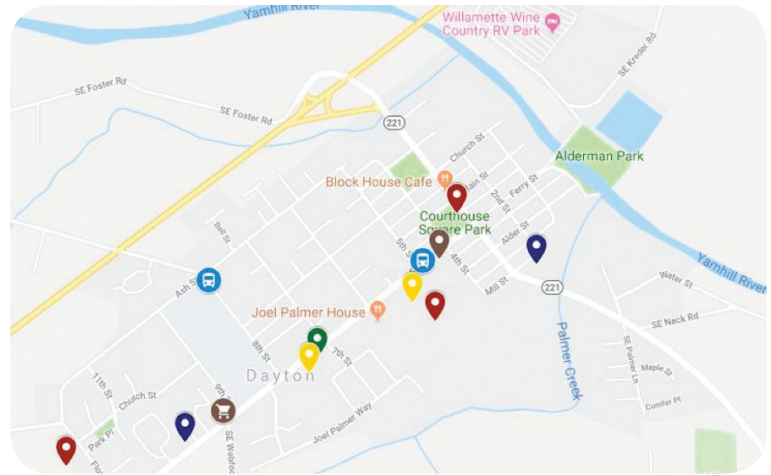 Yamhill River
Willamette Wine
Country RV Park
SE Kreder Rd
SE Foster Rd
SE Foster Rd
221
Church St
Alderman Park
Block House Cafe
Main St
Ferry St
2nd St
Courthouse
Square Park
Alder St
Bell St
5th St
4th St
Ash St
Mill St
221
Yamhill River
Water St
Joel Palmer House
SE Neck Rd
8th St
7th St
Palmer Creek
SE Palmer Ln
Maple St
Dayton
11th St
9th
Church St
Conifer Pl
Joel Palmer Way
Park Pl
SE Webfoot